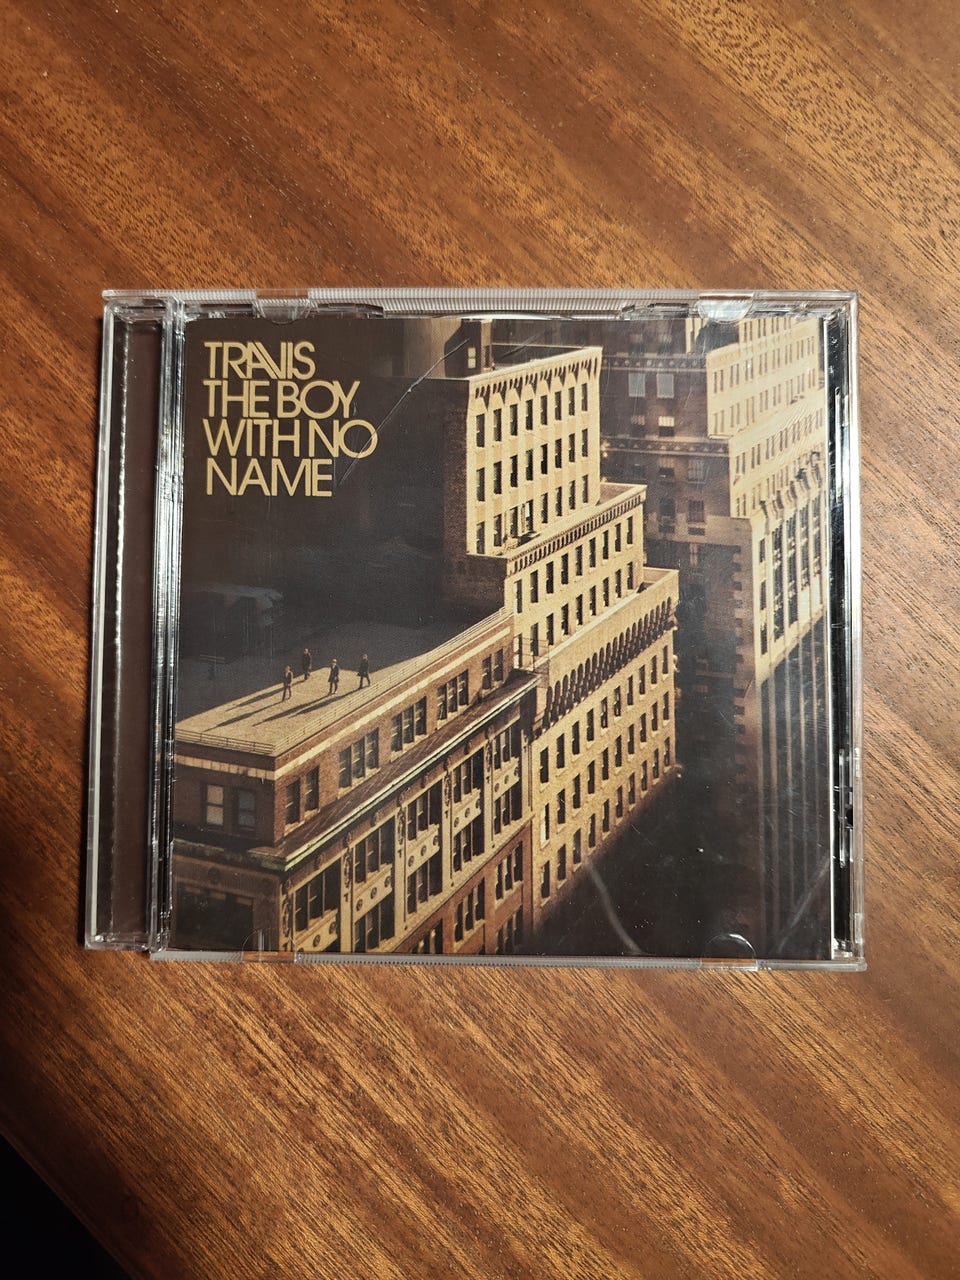 TRAVIS
THE BOY
WITH NO
NAME